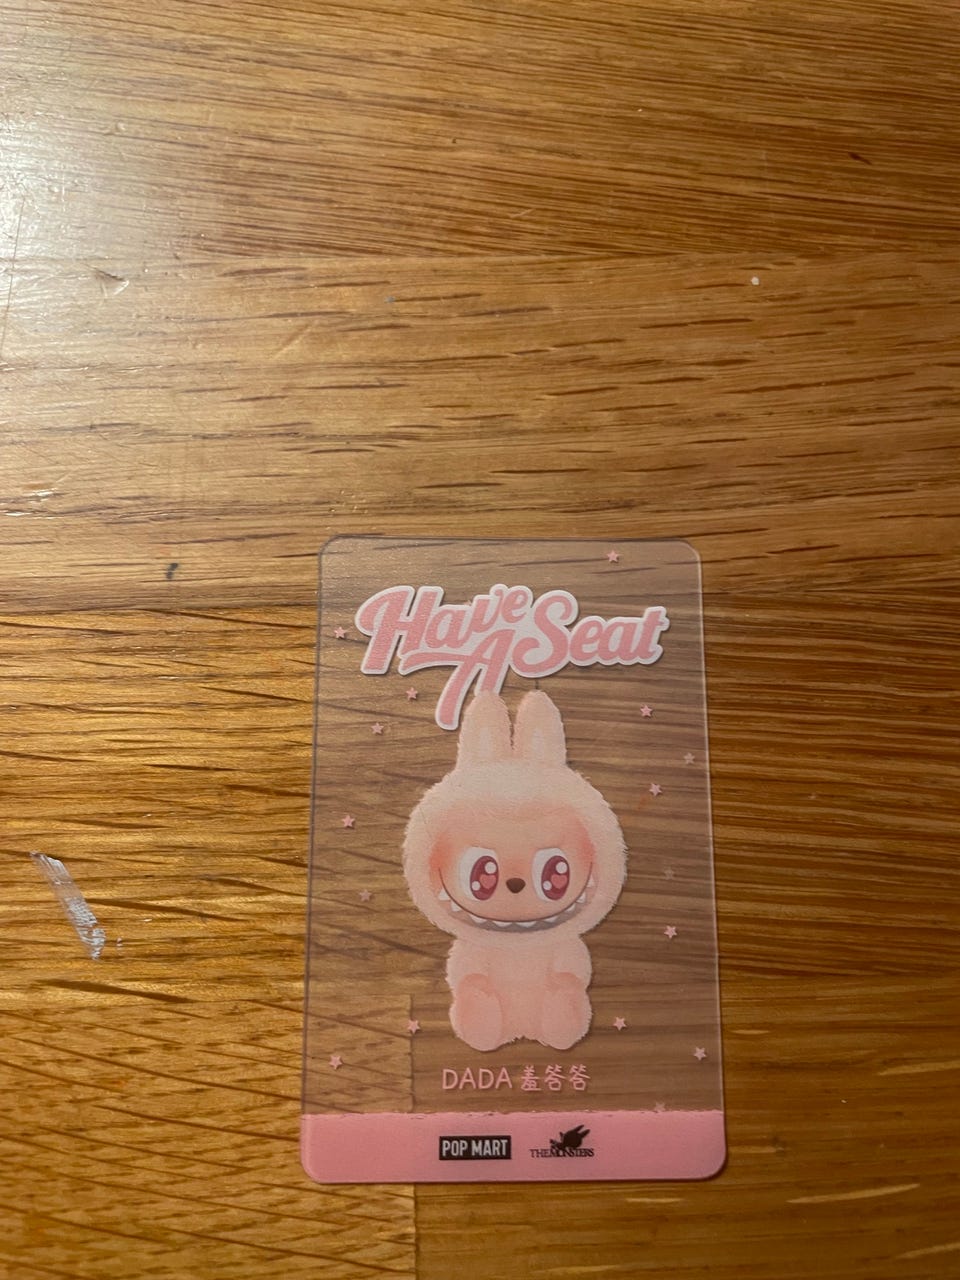 Have
A Seat
DADA 羞答答
POP MART THE MONSTERS